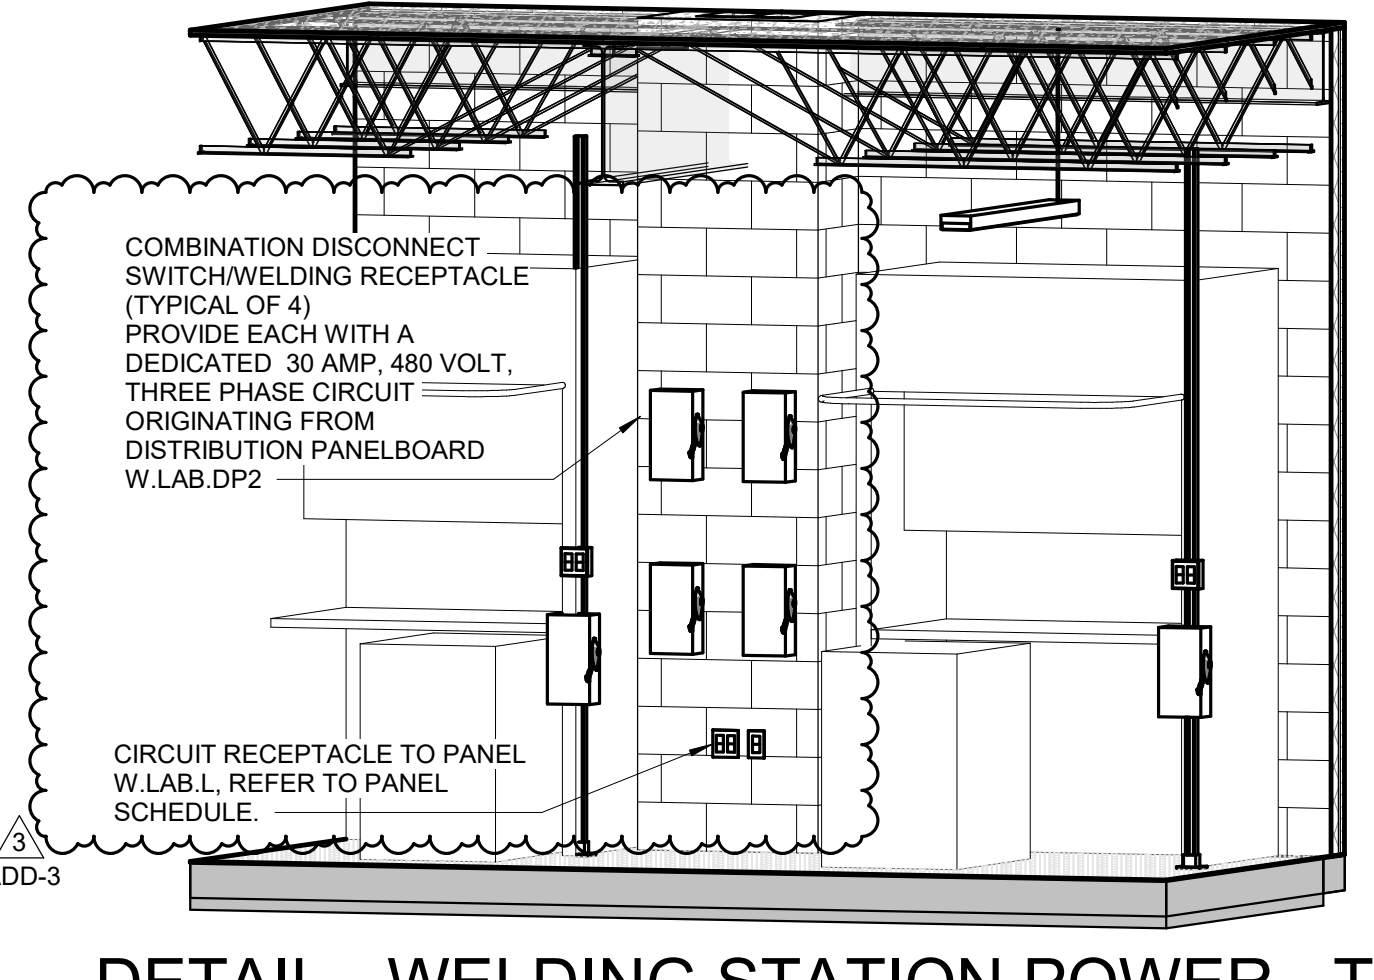 COMBINATION DISCONNECT
SWITCH/WELDING RECEPTACLE
(TYPICAL OF 4)
PROVIDE EACH WITH A
DEDICATED 30 AMP, 480 VOLT,
THREE PHASE CIRCUIT
ORIGINATING FROM
DISTRIBUTION PANELBOARD
W.LAB.DP2
CIRCUIT RECEPTACLE TO PANEL
W.LAB.L, REFER TO PANEL
SCHEDULE.
3
ADD-3
DETAIL - WELDING STATION POWER - T